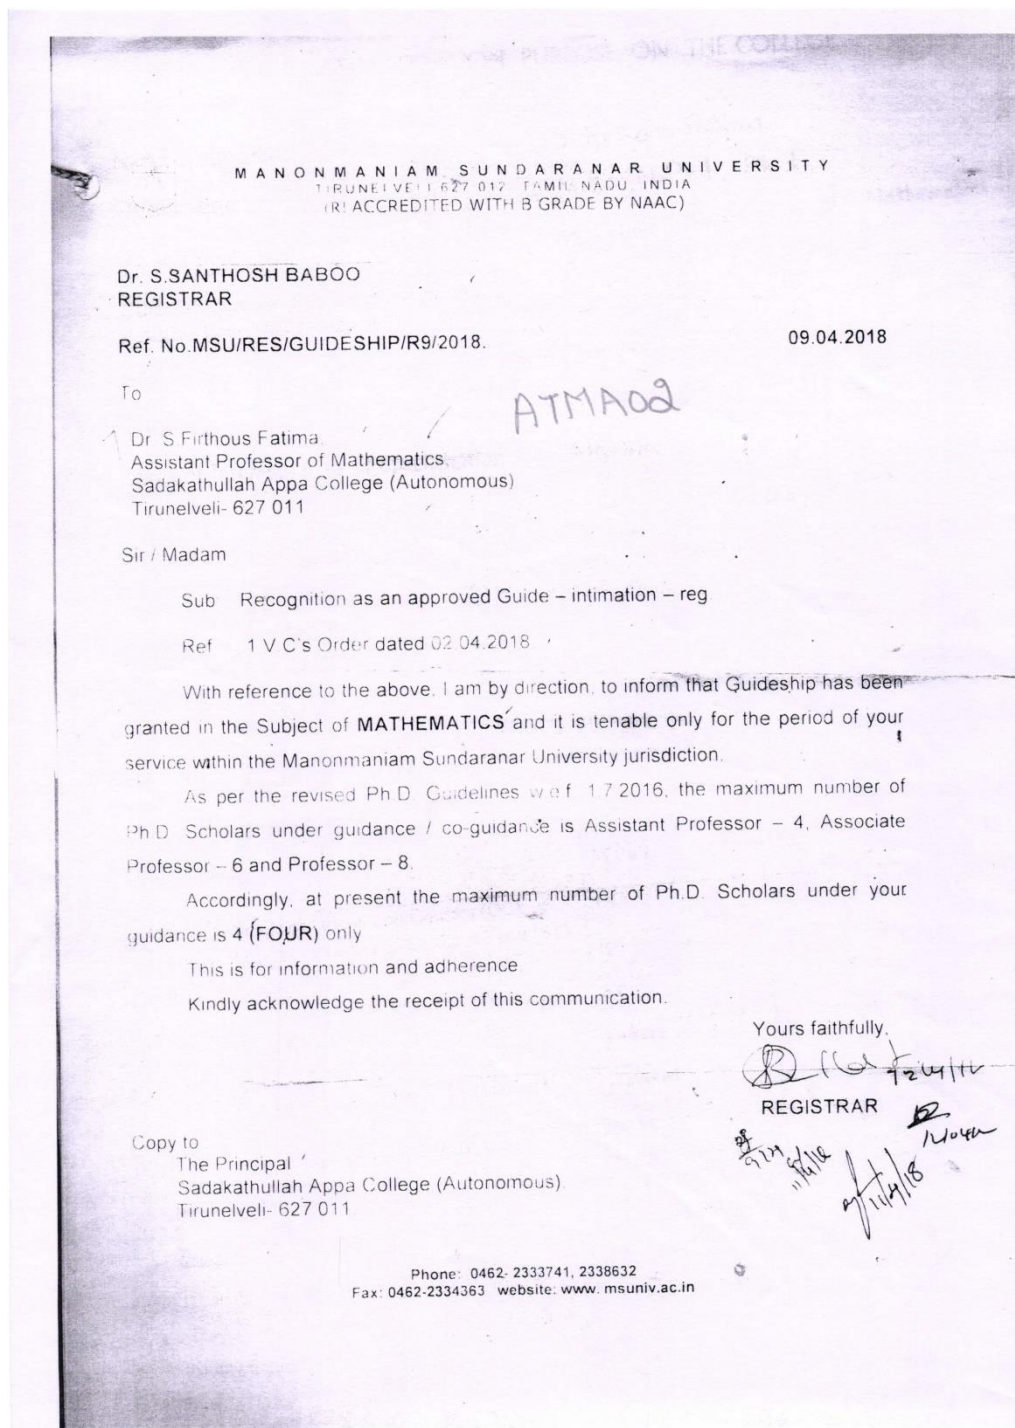 ON THE COLLEGE
MANONMANIAM SUNDARANAR UNIVERSITY
TIRUNELVELI 627 012 TAMIL NADU INDIA
(R! ACCREDITED WITH B GRADE BY NAAC)
Dr. S.SANTHOSH BABOO
REGISTRAR
Ref. No.MSU/RES/GUIDESHIP/R9/2018.
09.04.2018
To
ATMA02
Dr S Firthous Fatima,
Assistant Professor of Mathematics,
Sadakathullah Appa College (Autonomous)
Tirunelveli- 627 011
Sir / Madam
Sub Recognition as an approved Guide – intimation – reg
Ref 1 V C's Order dated 02 04.2018
With reference to the above, I am by direction, to inform that Guideship has been
granted in the Subject of MATHEMATICS and it is tenable only for the period of your
service within the Manonmaniam Sundaranar University jurisdiction.
As per the revised Ph D Guidelines w e f 1 7 2016, the maximum number of
Ph D Scholars under guidance / co-guidance is Assistant Professor – 4, Associate
Professor – 6 and Professor – 8.
Accordingly, at present the maximum number of Ph.D. Scholars under your
guidance is 4 (FOUR) only
This is for information and adherence
Kindly acknowledge the receipt of this communication.
Yours faithfully,
REGISTRAR
11/4/18
Copy to
The Principal
Sadakathullah Appa College (Autonomous)
Tirunelveli- 627 011
Phone: 0462- 2333741, 2338632
Fax: 0462-2334363 website: www. msuniv.ac.in